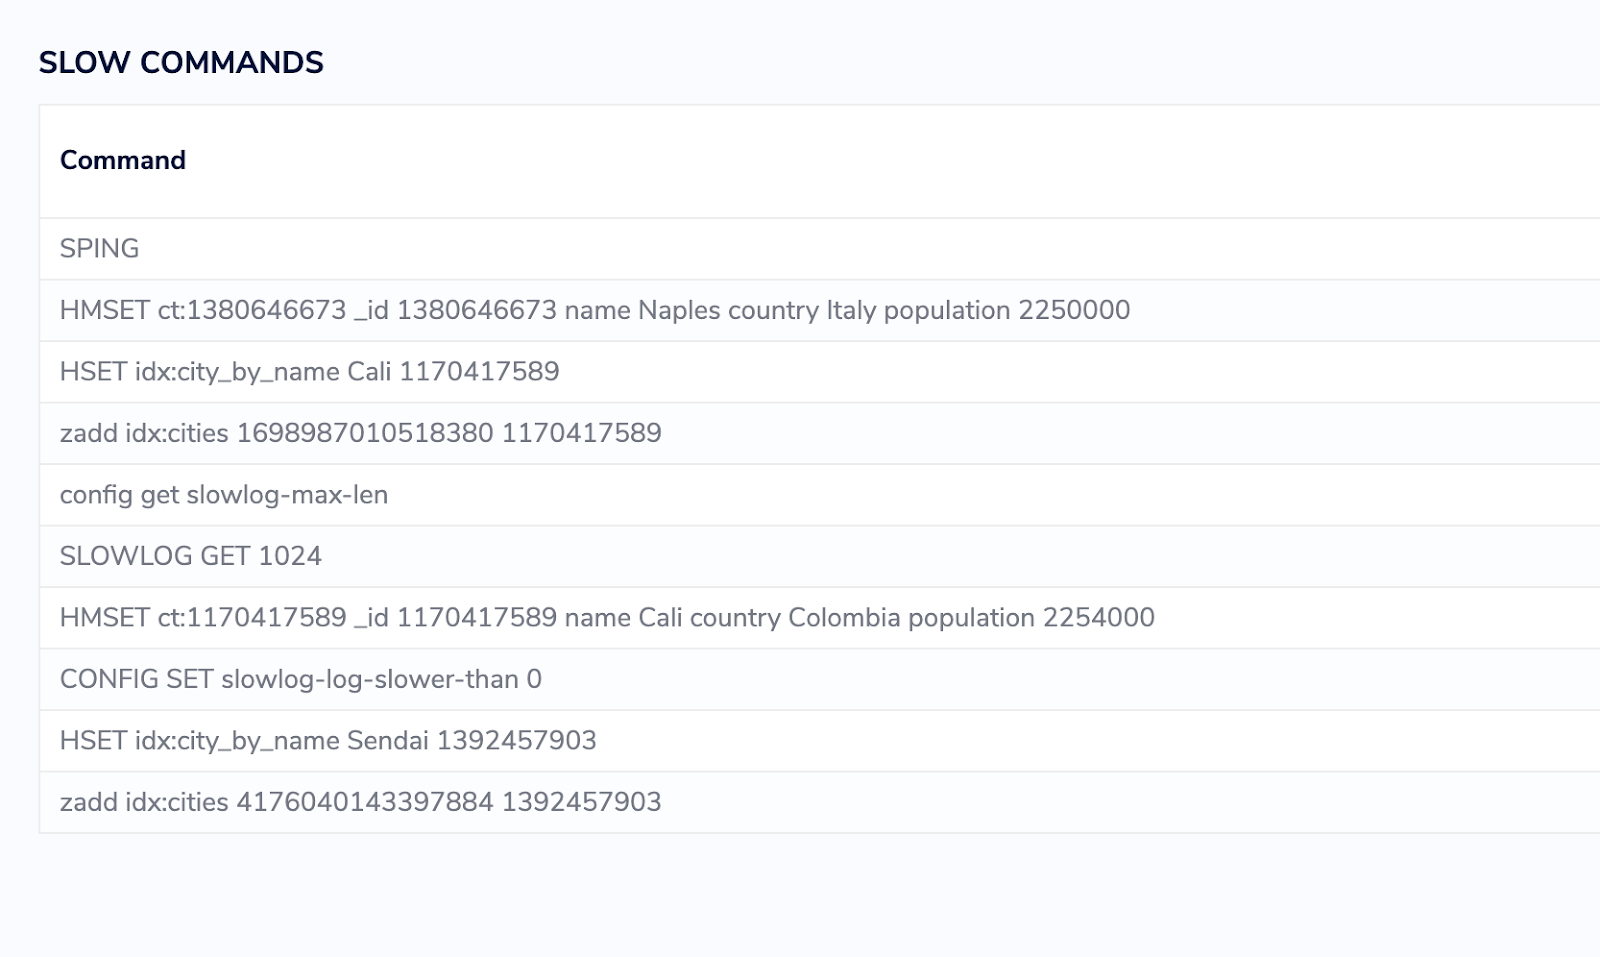 SLOW COMMANDS
Command
SPING
HMSET ct:1380646673 _id 1380646673 name Naples country Italy population 2250000
HSET idx:city_by_name Cali 1170417589
zadd idx:cities 1698987010518380 1170417589
config get slowlog-max-len
SLOWLOG GET 1024
HMSET ct:1170417589 _id 1170417589 name Cali country Colombia population 2254000
CONFIG SET slowlog-log-slower-than 0
HSET idx:city_by_name Sendai 1392457903
zadd idx:cities 4176040143397884 1392457903